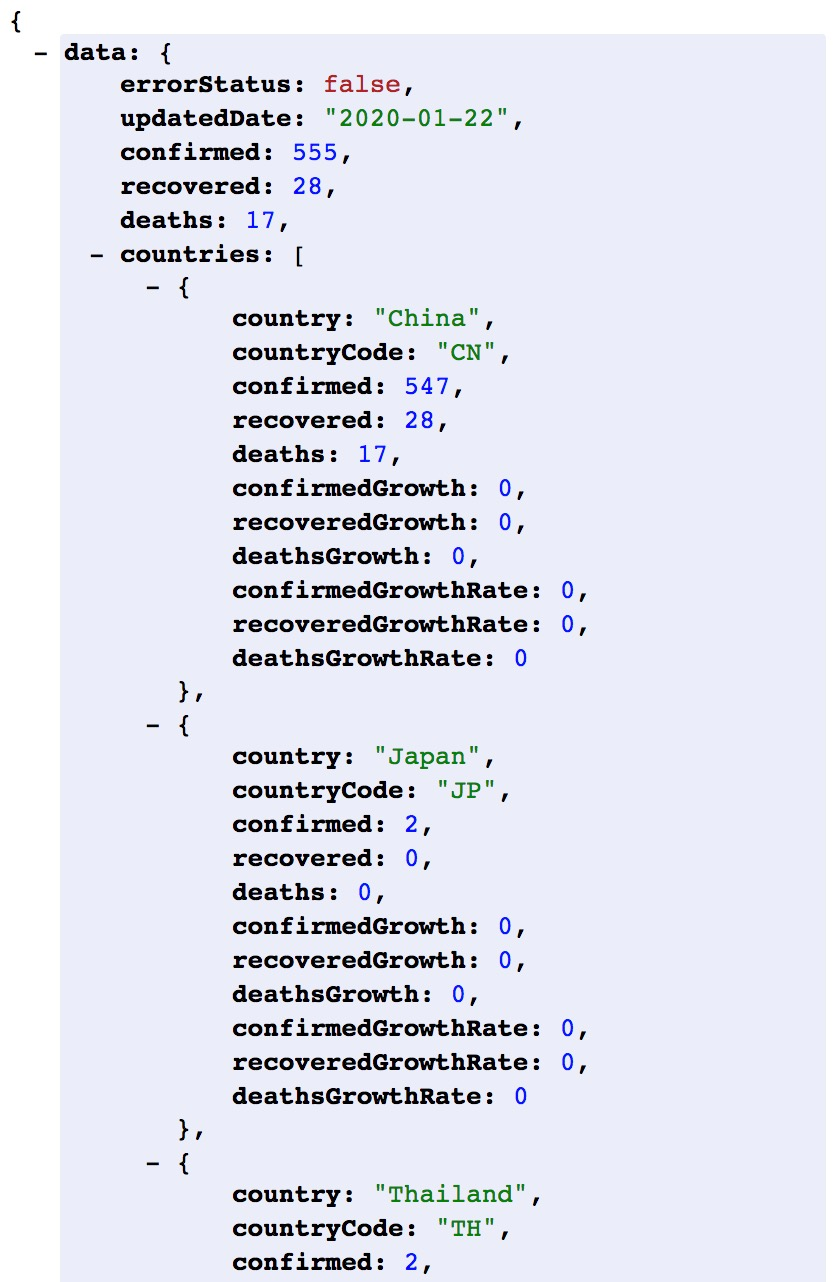 {
- data: {
errorStatus: false,
updatedDate: "2020-01-22",
confirmed: 555,
recovered: 28,
deaths: 17,
- countries: [
- {
country: "China",
countryCode: "CN",
confirmed: 547,
recovered: 28,
deaths: 17,
confirmedGrowth: 0,
recoveredGrowth: 0,
deathsGrowth: 0,
confirmedGrowthRate: 0,
recoveredGrowthRate: 0,
deathsGrowthRate: 0
},
- {
country: "Japan",
countryCode: "JP",
confirmed: 2,
recovered: 0,
deaths: 0,
confirmedGrowth: 0,
recoveredGrowth: 0,
deathsGrowth: 0,
confirmedGrowthRate: 0,
recoveredGrowthRate: 0,
deathsGrowthRate: 0
},
- {
country: "Thailand",
countryCode: "TH",
confirmed: 2,